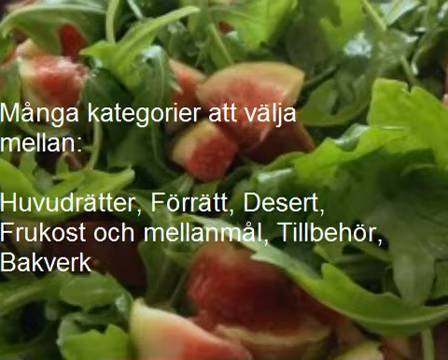 Många kategorier att välja
mellan:
Huvudrätter, Förrätt, Desert,
Frukost och mellanmål, Tillbehör,
Bakverk